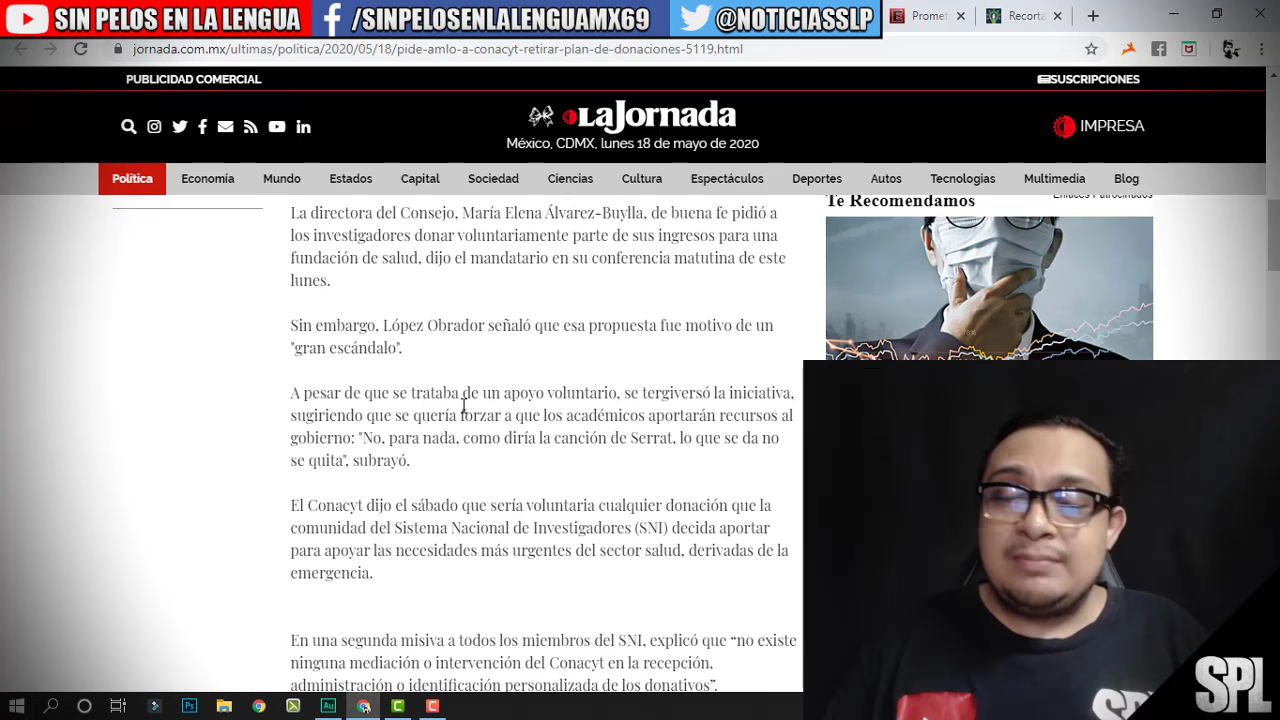 SIN PELOS EN LA LENGUA /SINPELOSENLALENGUAMX69 @NOTICIASSLP Promet Recorta
jornada.com.mx/ultimas/politica/2020/05/18/pide-amlo-a-conacyt-retirar-plan-de-donaciones-5119.html
PUBLICIDAD COMERCIAL SUSCRIPCIONES
LaJornada
IMPRESA
México, CDMX, lunes 18 de mayo de 2020
Política Economía Mundo Estados Capital Sociedad Ciencias Cultura Espectáculos Deportes Autos Tecnologías Multimedia Blog
Te Recomendamos Enlaces Patrocinados
La directora del Consejo, María Elena Álvarez-Buylla, de buena fe pidió a
los investigadores donar voluntariamente parte de sus ingresos para una
fundación de salud, dijo el mandatario en su conferencia matutina de este
lunes.
Sin embargo, López Obrador señaló que esa propuesta fue motivo de un
"gran escándalo".
A pesar de que se trataba de un apoyo voluntario, se tergiversó la iniciativa,
sugiriendo que se quería forzar a que los académicos aportarán recursos al
gobierno: "No, para nada, como diría la canción de Serrat, lo que se da no
se quita", subrayó.
El Conacyt dijo el sábado que sería voluntaria cualquier donación que la
comunidad del Sistema Nacional de Investigadores (SNI) decida aportar
para apoyar las necesidades más urgentes del sector salud, derivadas de la
emergencia.
En una segunda misiva a todos los miembros del SNI, explicó que “no existe
ninguna mediación o intervención del Conacyt en la recepción,
administración o identificación personalizada de los donativos”.
SPL